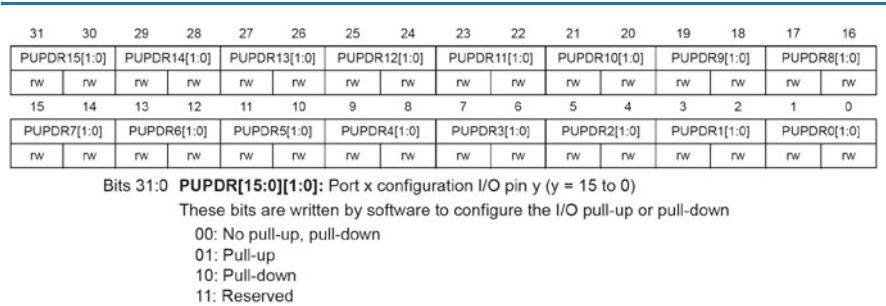 31 30 29 28 27 26 25 24 23 22 21 20 19 18 17 16
PUPDR15[1:0] PUPDR14[1:0] PUPDR13[1:0] PUPDR12[1:0] PUPDR11[1:0] PUPDR10[1:0] PUPDR9[1:0] PUPDR8[1:0]
rw rw rw rw rw rw rw rw rw rw rw rw rw rw rw rw
15 14 13 12 11 10 9 8 7 6 5 4 3 2 1 0
PUPDR7[1:0] PUPDR6[1:0] PUPDR5[1:0] PUPDR4[1:0] PUPDR3[1:0] PUPDR2[1:0] PUPDR1[1:0] PUPDR0[1:0]
rw rw rw rw rw rw rw rw rw rw rw rw rw rw rw rw
Bits 31:0 PUPDR[15:0][1:0]: Port x configuration I/O pin y (y = 15 to 0)
These bits are written by software to configure the I/O pull-up or pull-down
00: No pull-up, pull-down
01: Pull-up
10: Pull-down
11: Reserved